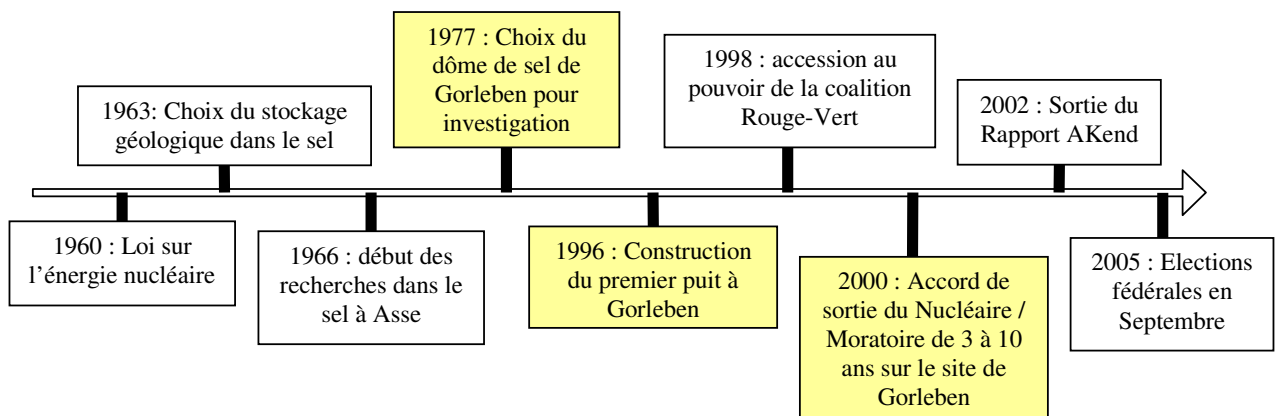 1977 : Choix du
dôme de sel de
Gorleben pour
investigation
1998 : accession au
pouvoir de la coalition
Rouge-Vert
1963: Choix du stockage
géologique dans le sel
2002 : Sortie du
Rapport AKend
1960 : Loi sur
l’énergie nucléaire
1966 : début des
recherches dans le
sel à Asse
1996 : Construction
du premier puit à
Gorleben
2000 : Accord de
sortie du Nucléaire /
Moratoire de 3 à 10
ans sur le site de
Gorleben
2005 : Elections
fédérales en
Septembre